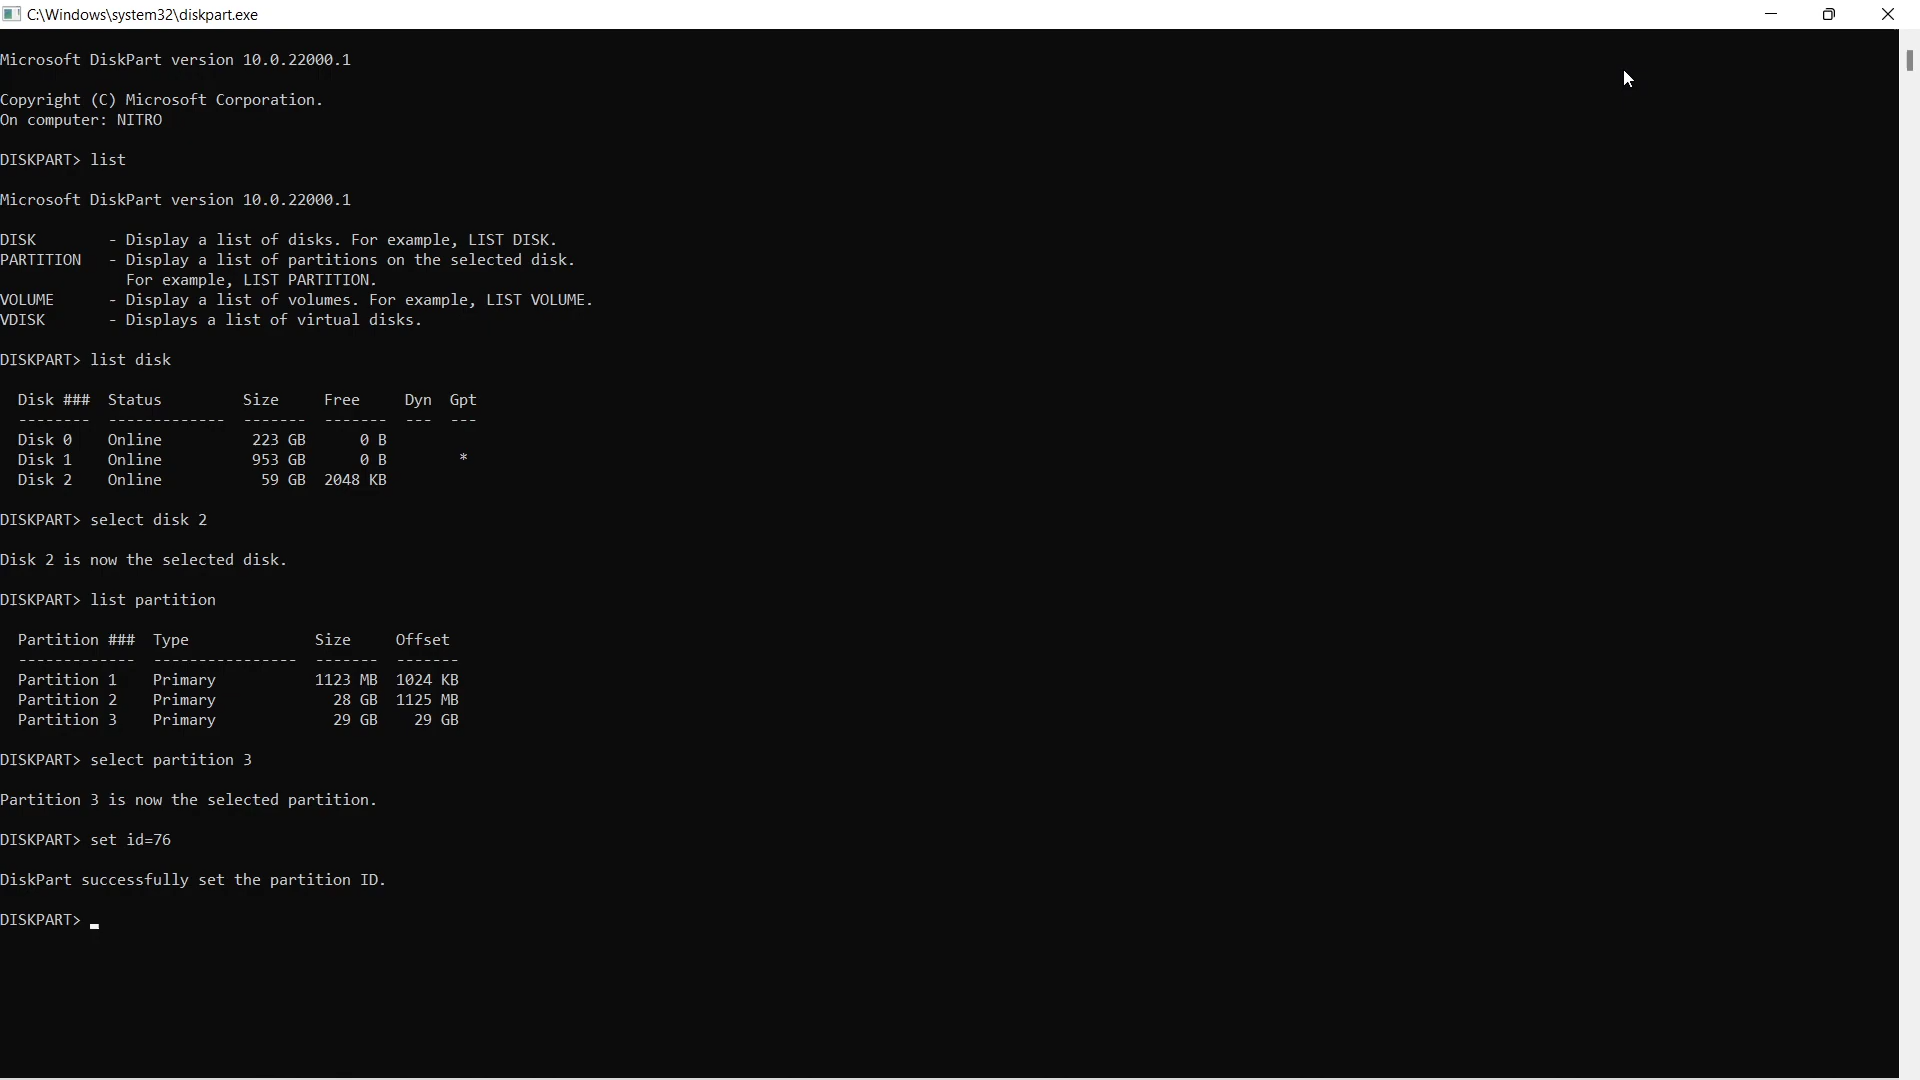 C:\Windows\system32\diskpart.exe
Microsoft DiskPart version 10.0.22000.1
Copyright (C) Microsoft Corporation.
On computer: NITRO
DISKPART> list
Microsoft DiskPart version 10.0.22000.1
DISK        - Display a list of disks. For example, LIST DISK.
PARTITION   - Display a list of partitions on the selected disk.
              For example, LIST PARTITION.
VOLUME      - Display a list of volumes. For example, LIST VOLUME.
VDISK       - Displays a list of virtual disks.
DISKPART> list disk
  Disk ###  Status         Size     Free     Dyn  Gpt
  --------  -------------  -------  -------  ---  ---
  Disk 0    Online          223 GB      0 B
  Disk 1    Online          953 GB      0 B        *
  Disk 2    Online           59 GB  2048 KB
DISKPART> select disk 2
Disk 2 is now the selected disk.
DISKPART> list partition
  Partition ###  Type              Size     Offset
  -------------  ----------------  -------  -------
  Partition 1    Primary           1123 MB  1024 KB
  Partition 2    Primary             28 GB  1125 MB
  Partition 3    Primary             29 GB    29 GB
DISKPART> select partition 3
Partition 3 is now the selected partition.
DISKPART> set id=76
DiskPart successfully set the partition ID.
DISKPART> _